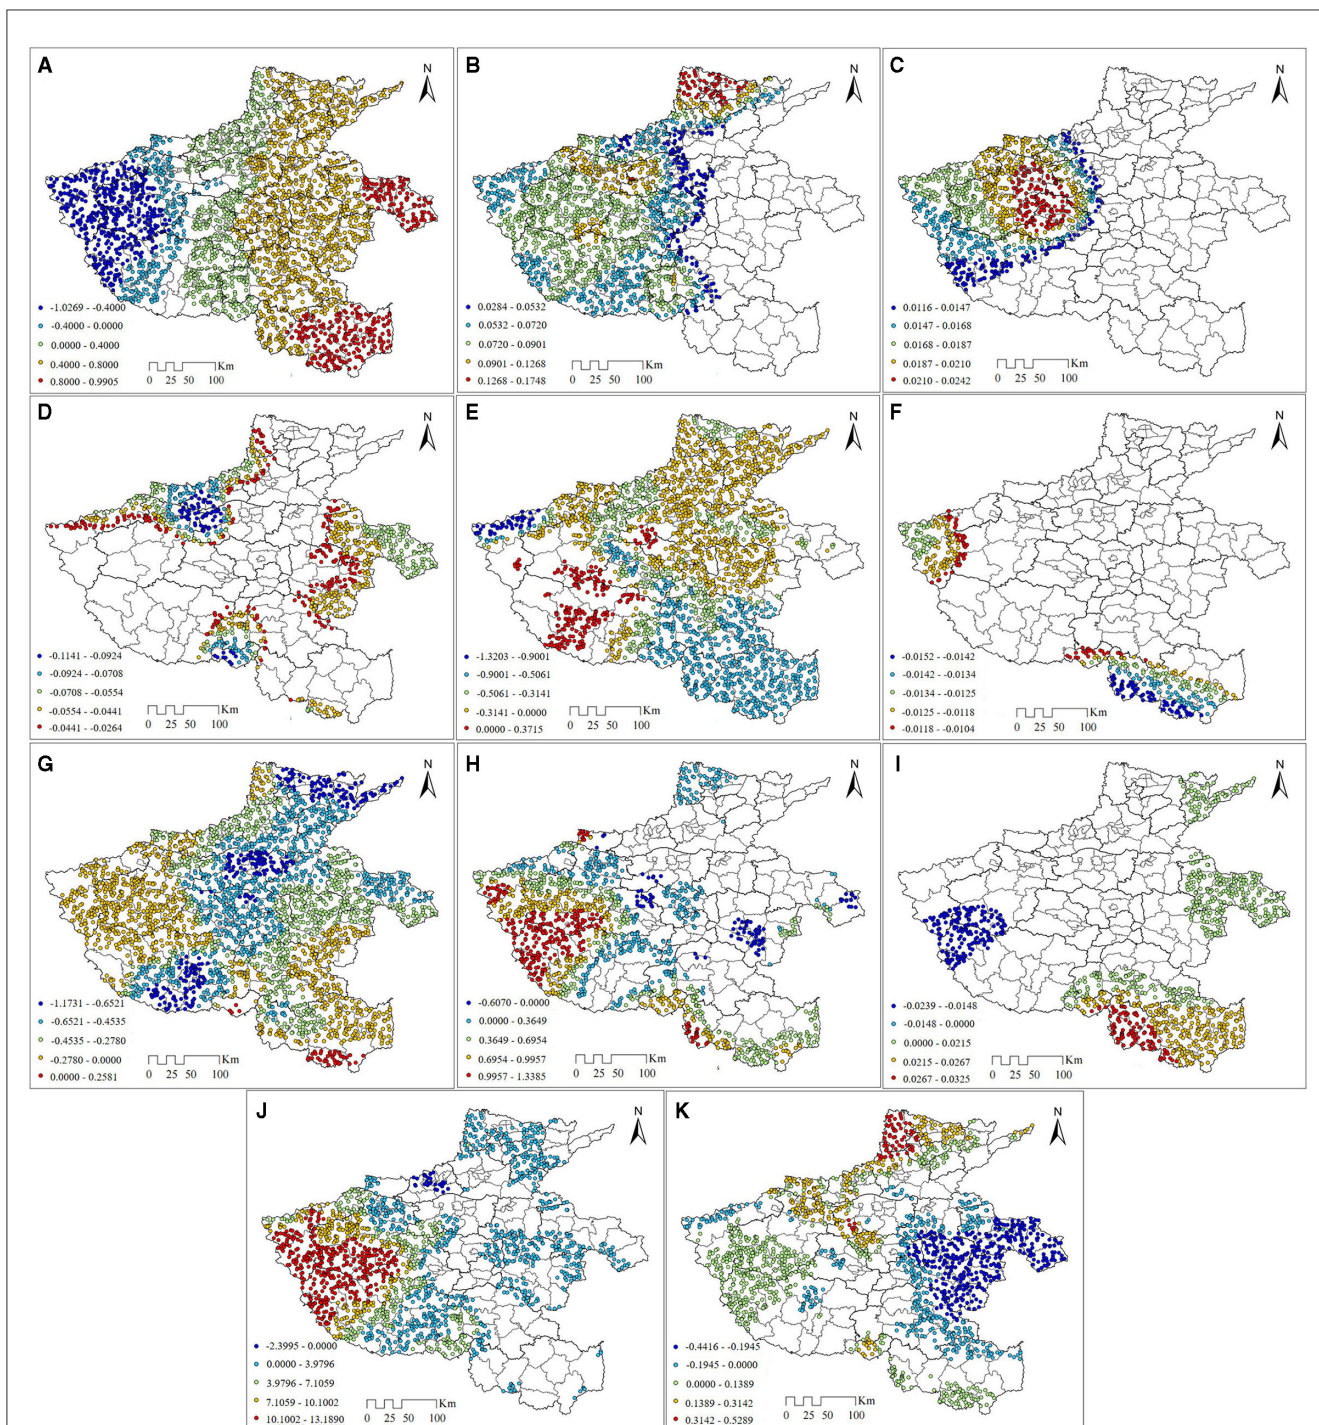 A
N
-1.0269 - -0.4000
-0.4000 - 0.0000
0.0000 - 0.4000
0.4000 - 0.8000
0.8000 - 0.9905
Km
0 25 50 100
B
N
0.0284 - 0.0532
0.0532 - 0.0720
0.0720 - 0.0901
0.0901 - 0.1268
0.1268 - 0.1748
Km
0 25 50 100
C
N
0.0116 - 0.0147
0.0147 - 0.0168
0.0168 - 0.0187
0.0187 - 0.0210
0.0210 - 0.0242
Km
0 25 50 100
D
N
-0.1141 - -0.0924
-0.0924 - -0.0708
-0.0708 - -0.0554
-0.0554 - -0.0441
-0.0441 - -0.0264
Km
0 25 50 100
E
N
-1.3203 - -0.9001
-0.9001 - -0.5061
-0.5061 - -0.3141
-0.3141 - 0.0000
0.0000 - 0.3715
Km
0 25 50 100
F
N
-0.0152 - -0.0142
-0.0142 - -0.0134
-0.0134 - -0.0125
-0.0125 - -0.0118
-0.0118 - -0.0104
Km
0 25 50 100
G
N
-1.1731 - -0.6521
-0.6521 - -0.4535
-0.4535 - -0.2780
-0.2780 - 0.0000
0.0000 - 0.2581
Km
0 25 50 100
H
N
-0.6070 - 0.0000
0.0000 - 0.3649
0.3649 - 0.6954
0.6954 - 0.9957
0.9957 - 1.3385
Km
0 25 50 100
I
N
-0.0239 - -0.0148
-0.0148 - 0.0000
0.0000 - 0.0215
0.0215 - 0.0267
0.0267 - 0.0325
Km
0 25 50 100
J
N
-2.3995 - 0.0000
0.0000 - 3.9796
3.9796 - 7.1059
7.1059 - 10.1002
10.1002 - 13.1890
Km
0 25 50 100
K
N
-0.4416 - -0.1945
-0.1945 - 0.0000
0.0000 - 0.1389
0.1389 - 0.3142
0.3142 - 0.5289
Km
0 25 50 100